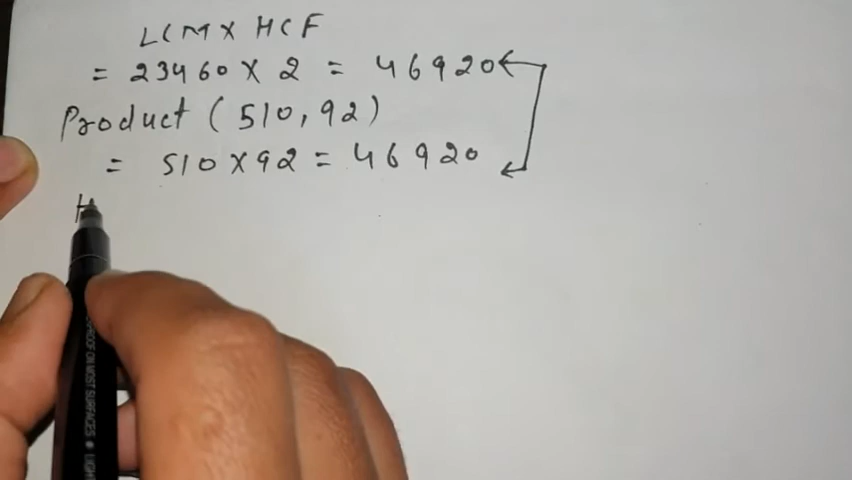 LCM X HCF
= 23460 X 2 = 46920
Product (510, 92)
= 510 X 92 = 46920
H